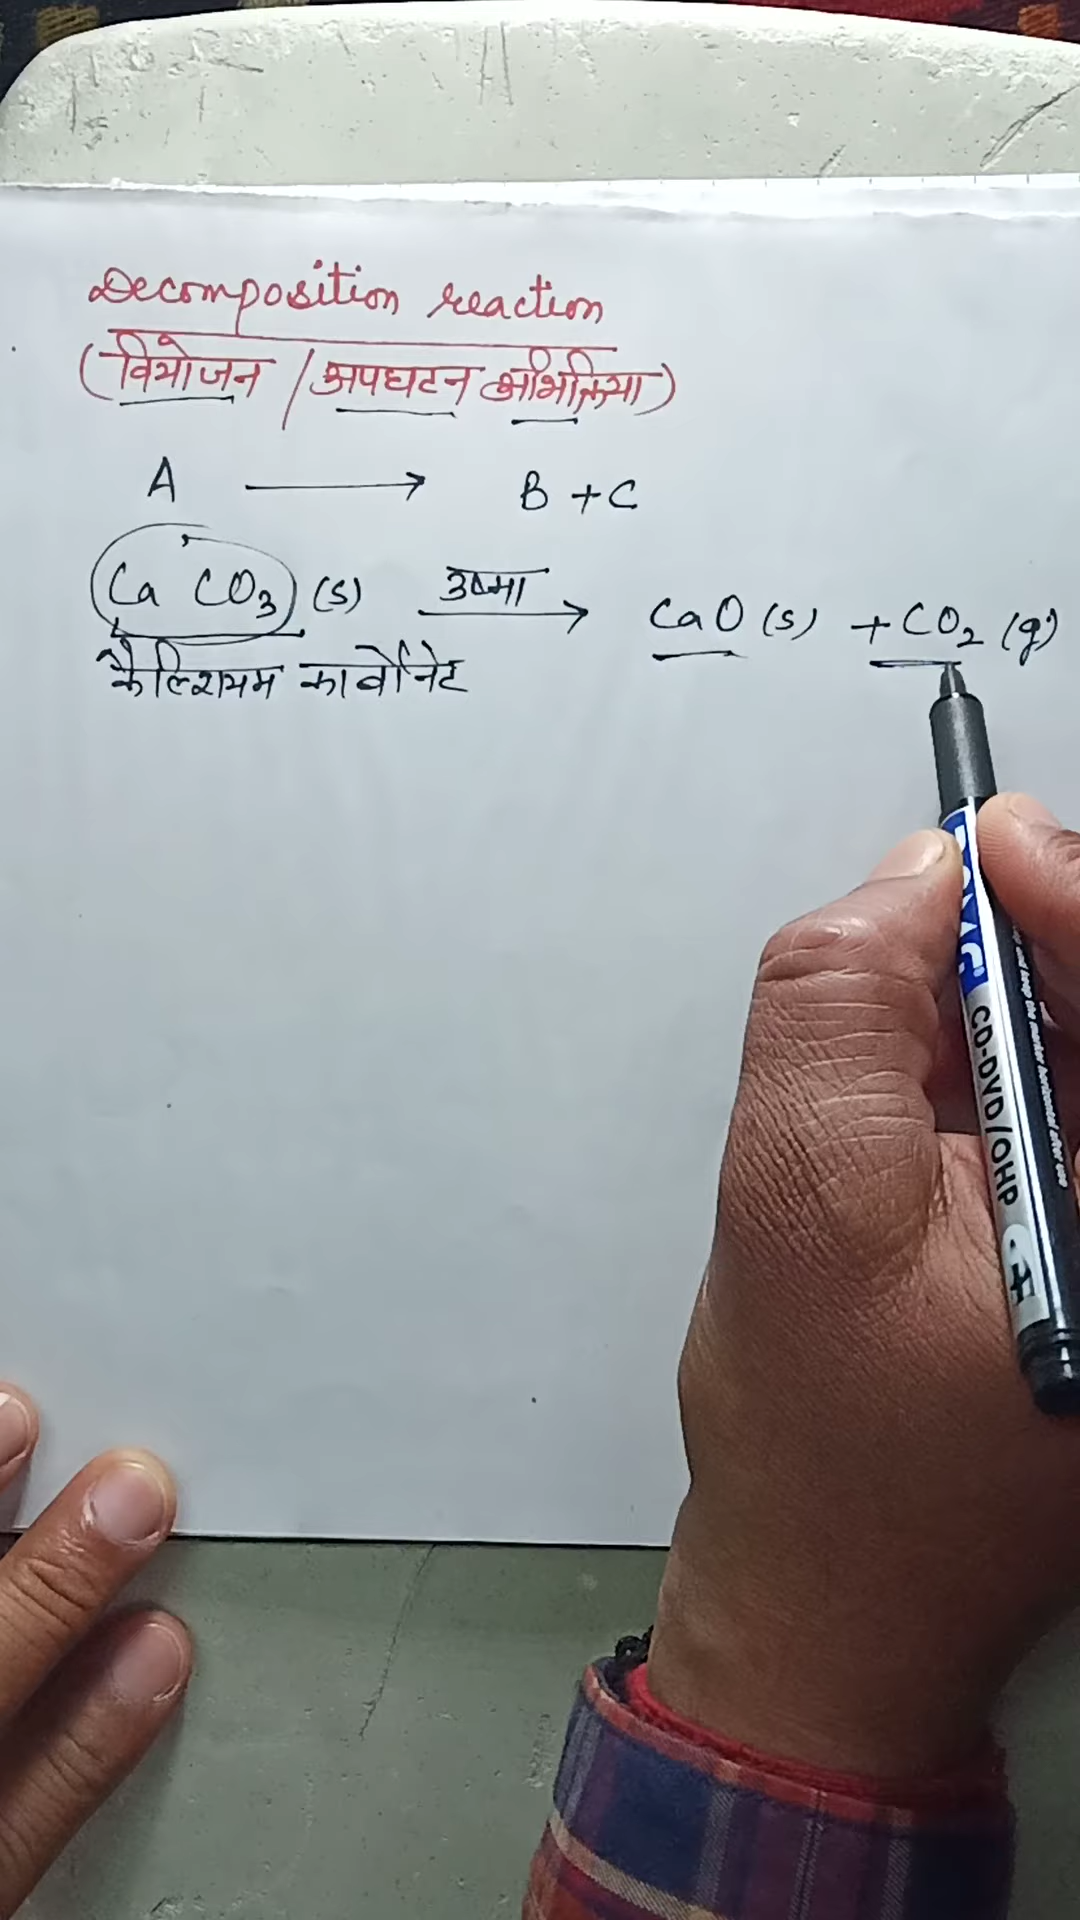 Decomposition reaction
(वियोजन / अपघटन अभिक्रिया)
A ⟶ B + C
CaCO₃ (s) ऊष्मा ⟶ CaO (s) + CO₂ (g)
कैल्शियम कार्बोनेट
CD-DVD/OHP